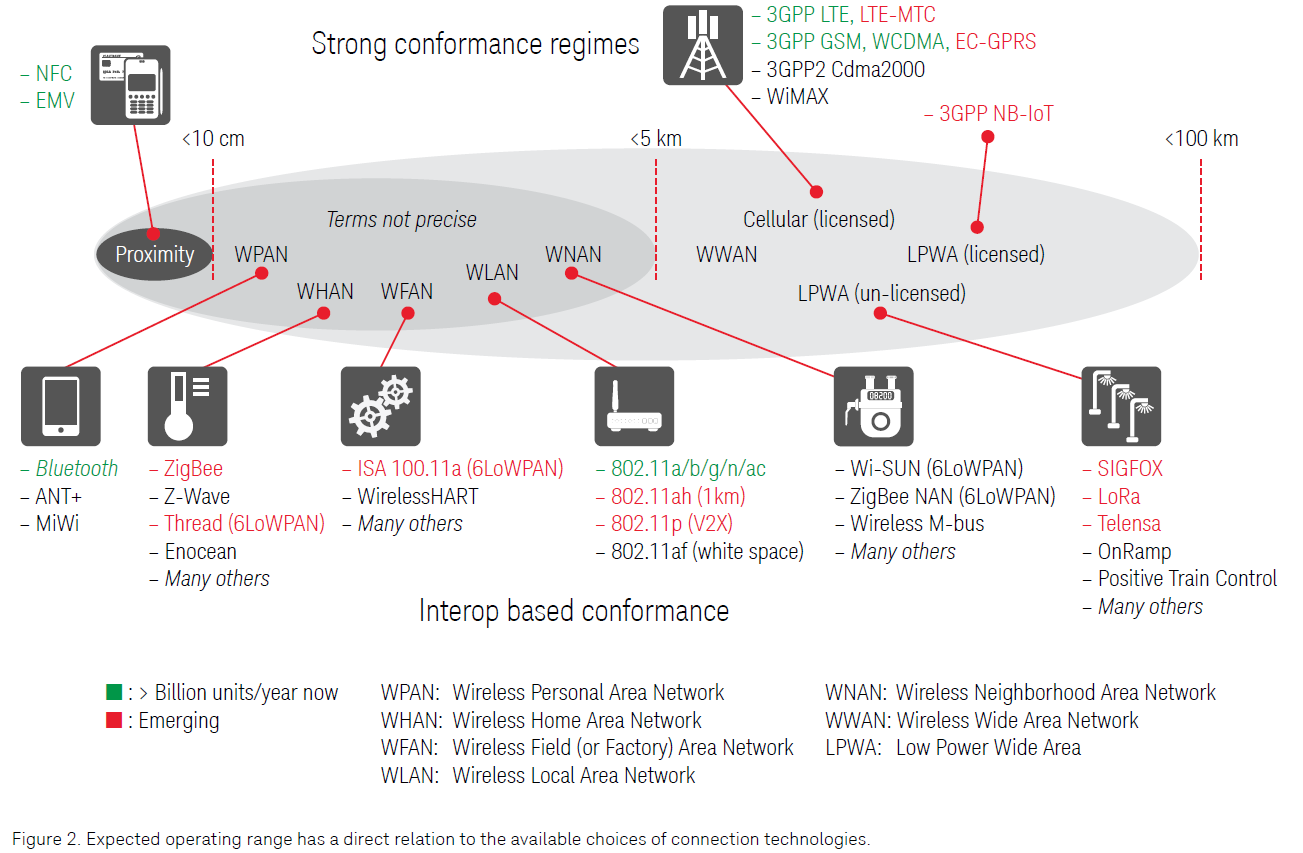 Strong conformance regimes
– NFC
– EMV
– 3GPP LTE, LTE-MTC
– 3GPP GSM, WCDMA, EC-GPRS
– 3GPP2 Cdma2000
– WiMAX
– 3GPP NB-IoT
<10 cm
<5 km
<100 km
Terms not precise
Proximity
WPAN
WHAN
WFAN
WLAN
WNAN
WWAN
Cellular (licensed)
LPWA (licensed)
LPWA (un-licensed)
– Bluetooth
– ANT+
– MiWi
– ZigBee
– Z-Wave
– Thread (6LoWPAN)
– Enocean
– Many others
– ISA 100.11a (6LoWPAN)
– WirelessHART
– Many others
– 802.11a/b/g/n/ac
– 802.11ah (1km)
– 802.11p (V2X)
– 802.11af (white space)
08200
– Wi-SUN (6LoWPAN)
– ZigBee NAN (6LoWPAN)
– Wireless M-bus
– Many others
– SIGFOX
– LoRa
– Telensa
– OnRamp
– Positive Train Control
– Many others
Interop based conformance
: > Billion units/year now
: Emerging
WPAN: Wireless Personal Area Network
WHAN: Wireless Home Area Network
WFAN: Wireless Field (or Factory) Area Network
WLAN: Wireless Local Area Network
WNAN: Wireless Neighborhood Area Network
WWAN: Wireless Wide Area Network
LPWA: Low Power Wide Area
Figure 2. Expected operating range has a direct relation to the available choices of connection technologies.